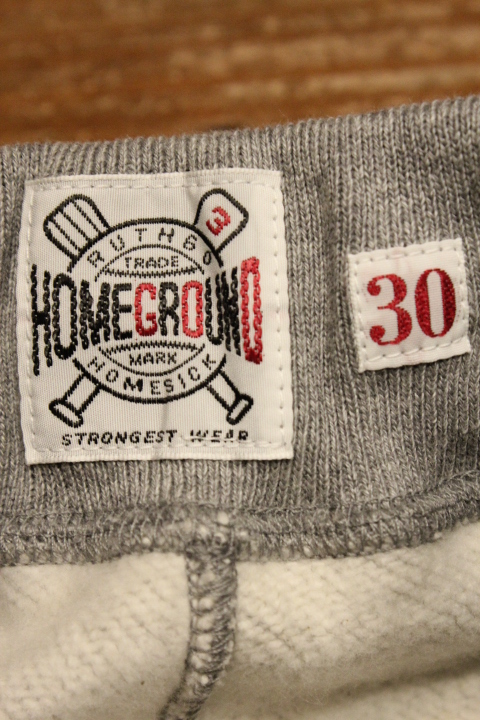 3
RUTH60
TRADE
HOMEGROUND
MARK
HOMESICK
STRONGEST WEAR
30